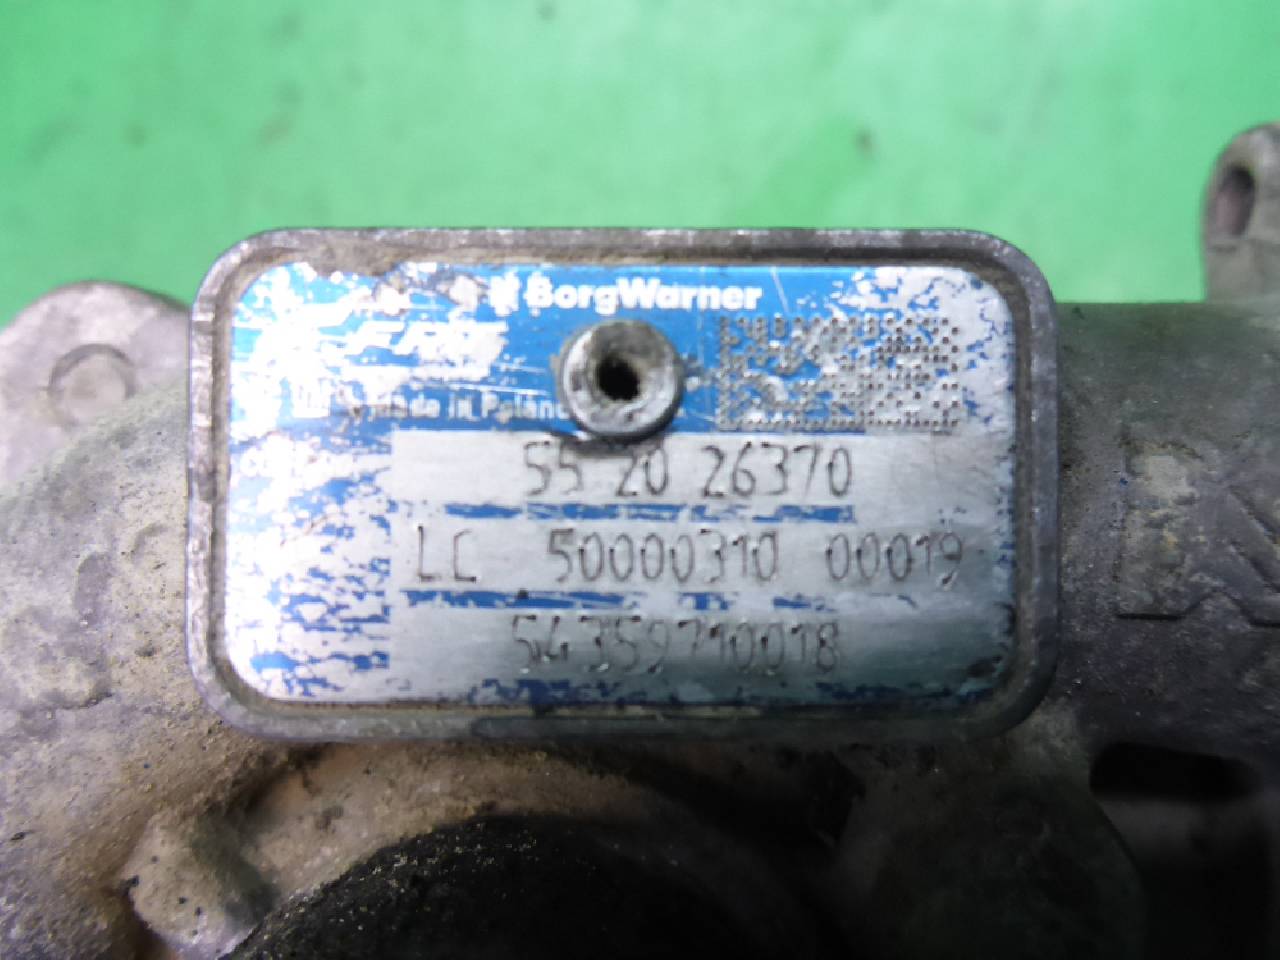 BorgWarner
Made in Poland
55 20 26370
LC 50000310 00019
54359710018